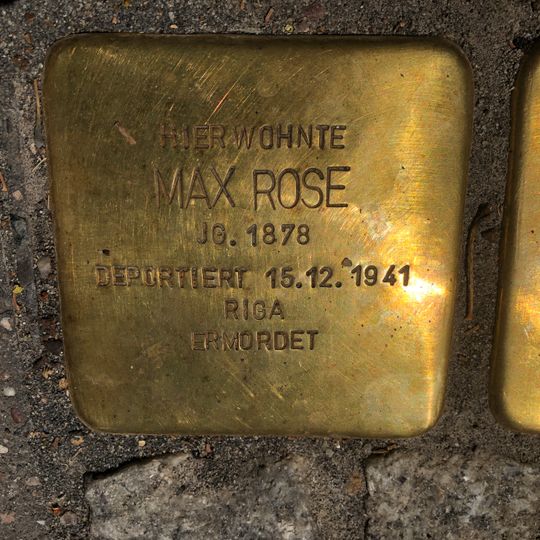 HIER WOHNTE
MAX ROSE
JG. 1878
DEPORTIERT 15.12.1941
RIGA
ERMORDET